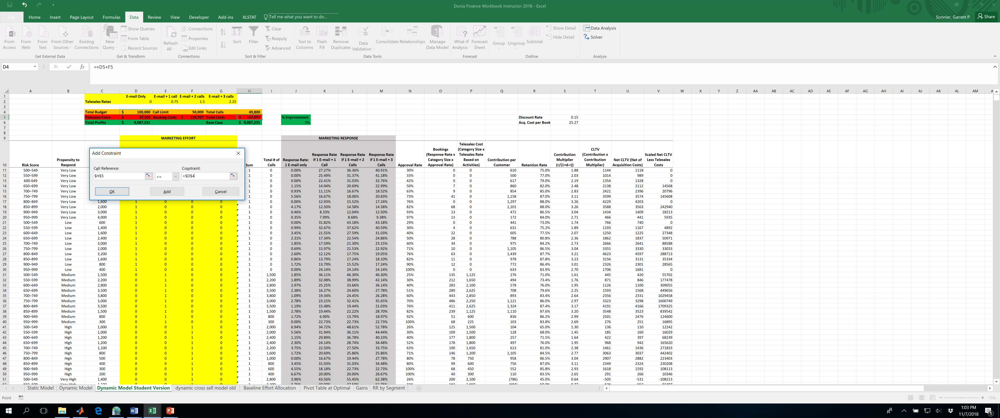 Dunia Finance Workbook Instructor 2018 - Excel
File Home Insert Page Layout Formulas Data Review View Developer Add-ins XLSTAT Tell me what you want to do... Sonnier, Garrett P Share
From Access From Web From Text From Other Sources Existing Connections New Query Show Queries From Table Recent Sources Refresh All Connections Properties Edit Links Sort Filter Clear Reapply Advanced Text to Columns Flash Fill Remove Duplicates Data Validation Consolidate Relationships Manage Data Model What-If Analysis Forecast Sheet Group Ungroup Subtotal Show Detail Hide Detail Data Analysis Solver
Get External Data Get & Transform Connections Sort & Filter Data Tools Forecast Outline Analyze
D4 fx =+D5+F5
A B C D E F G H I J K L M N O P Q R S T U V W X Y Z AA AB AC AD AE AF AG AH AI AJ AK AL AM
1 E-mail Only E-mail + 1 call E-mail + 2 calls E-mail + 3 calls
2 Telesales Rates 0 0.75 1.5 2.25
3
4 Total Budget $ 100,000 Call Limit 50,000 Total Calls 49,800
5 Telesales Costs $ 37,350 Booking Costs $ 129,707 Total Costs $ 167,057 % Improvement Discount Rate 0.15
6 Total Profits $ 9,087,231 Base Case $ 9,087,231 0% Acq. Cost per Book 25.27
7
8
9 MARKETING EFFORT MARKETING RESPONSE
10 Risk Score Propensity to Respond Sum Total # of Calls Response Rate: 1 E-mail only Response Rate if 1 E-mail + 1 Call Response Rate if 1 E-mail + 2 Calls Response Rate if 1 E-mail + 3 Calls Approval Rate Bookings (Response Rate x Category Size x Approval Rate) Telesales Cost (Category Size x Telesales Rate Based on Activities) Contribution per Customer Retention Rate Contribution Multiplier (r/(1+d-r)) CLTV (Contribution x Contribution Multiplier) Net CLTV (Net of Acquisition Costs) Scaled Net CLTV Less Telesales Costs
Add Constraint
Cell Reference: Constraint:
$H$5 <= =$D$4
OK Add Cancel
11 500–549 Very Low 1 0 0.00% 27.27% 36.36% 40.91% 30% 0 0 610 75.0% 1.88 1144 1118 0
12 550–599 Very Low 1 0 0.00% 25.49% 31.37% 41.18% 33% 0 0 500 77.0% 2.03 1014 989 0
13 600-649 Very Low 1 0 0.00% 22.41% 31.03% 32.76% 42% 0 0 617 79.0% 2.19 1354 1328 0
14 650–699 Very Low 1 0 1.15% 14.94% 20.69% 22.99% 50% 7 0 860 82.0% 2.48 2138 2112 14568
15 700–749 Very Low 1 0 0.93% 11.11% 16.67% 18.52% 63% 9 0 854 85.0% 2.83 2421 2396 20796
16 750–799 Very Low 1 0 5.56% 16.67% 18.06% 20.83% 73% 41 0 1,158 87.0% 3.11 3599 3574 145608
17 800–849 Very Low 1,600 1 0 0 0 1 0 0.00% 12.93% 15.52% 17.24% 76% 0 0 1,297 88.0% 3.26 4229 4203 0
18 850–899 Very Low 2,000 1 0 0 0 1 0 4.17% 12.50% 14.58% 14.58% 82% 68 0 1,101 88.0% 3.26 3588 3563 242940
19 900–949 Very Low 3,000 1 0 0 0 1 0 0.46% 8.33% 12.04% 12.50% 93% 13 0 472 86.5% 3.04 1434 1409 18213
20 950–999 Very Low 4,000 1 0 0 0 1 0 0.35% 7.99% 8.68% 9.38% 97% 13 0 172 84.0% 2.71 466 441 5935
21 500–549 Low 600 1 0 0 0 1 0 0.00% 31.82% 43.18% 43.18% 29% 0 0 441 73.0% 1.74 766 740 0
22 550–599 Low 1,400 1 0 0 0 1 0 0.99% 32.67% 37.62% 40.59% 30% 4 0 631 75.2% 1.89 1193 1167 4892
23 600–649 Low 1,600 1 0 0 0 1 0 3.45% 21.55% 27.59% 31.03% 40% 22 0 605 77.5% 2.07 1250 1225 27348
24 650–699 Low 2,400 1 0 0 0 1 0 2.31% 17.34% 22.54% 24.86% 50% 28 0 788 80.8% 2.36 1862 1837 50971
25 700–749 Low 3,000 1 0 0 0 1 0 1.85% 17.59% 21.30% 23.15% 60% 34 0 975 84.2% 2.73 2666 2641 88588
26 750–799 Low 2,000 1 0 0 0 1 0 0.69% 15.97% 21.53% 22.92% 71% 10 0 1,105 86.5% 3.04 3355 3330 33033
27 800–849 Low 3,200 1 0 0 0 1 0 2.60% 12.12% 17.75% 19.05% 76% 63 0 1,439 87.7% 3.21 4623 4597 288713
28 850–899 Low 1,600 1 0 0 0 1 0 0.86% 13.79% 17.24% 18.10% 82% 11 0 978 87.8% 3.23 3156 3131 35334
29 900–949 Low 800 1 0 0 0 1 0 1.72% 13.79% 15.52% 17.24% 90% 12 0 772 86.4% 3.01 2326 2301 28565
30 950–999 Low 400 1 0 0 0 1 0 0.00% 24.14% 24.14% 24.14% 100% 0 0 633 83.9% 2.70 1706 1681 0
31 500–549 Medium 1,500 0 1 0 0 1 1,500 1.85% 36.11% 46.30% 46.30% 25% 135 1,125 276 71.0% 1.61 445 420 55702
32 550–599 Medium 2,200 0 1 0 0 1 2,200 1.89% 32.08% 38.99% 42.14% 30% 212 1,650 494 73.4% 1.76 871 846 177478
33 600–649 Medium 2,800 0 1 0 0 1 2,800 2.97% 25.25% 33.66% 36.14% 40% 283 2,100 578 76.0% 1.95 1126 1100 309055
34 650–699 Medium 3,500 0 1 0 0 1 3,500 2.38% 16.27% 24.60% 27.78% 51% 289 2,625 708 79.6% 2.25 1593 1568 449656
35 700–749 Medium 3,800 0 1 0 0 1 3,800 1.09% 19.34% 24.45% 26.28% 60% 443 2,850 893 83.4% 2.64 2356 2331 1029458
36 750–799 Medium 3,000 0 1 0 0 1 3,000 2.78% 23.15% 32.41% 35.65% 70% 486 2,250 1,121 86.0% 2.97 3323 3298 1600749
37 800–849 Medium 3,500 0 1 0 0 1 3,500 1.19% 15.48% 19.44% 21.03% 76% 411 2,625 1,324 87.4% 3.17 4191 4166 1709325
38 850–899 Medium 1,500 0 1 0 0 1 1,500 2.78% 19.44% 22.22% 28.70% 82% 239 1,125 1,110 87.6% 3.20 3548 3523 839542
39 900–949 Medium 800 0 1 0 0 1 800 1.72% 6.90% 13.79% 18.97% 92% 51 600 836 86.2% 2.99 2501 2476 124600
40 950–999 Medium 300 0 1 0 0 1 300 0.00% 22.73% 22.73% 22.73% 100% 68 225 103 83.8% 2.69 276 251 16895
41 500–549 High 1,000 0 0 1 0 1 2,000 6.94% 34.72% 48.61% 52.78% 26% 125 1,500 104 65.0% 1.30 136 110 12242
42 550–599 High 1,000 0 0 1 0 1 2,000 5.56% 31.94% 36.11% 44.44% 30% 109 1,500 128 68.0% 1.45 185 160 16029
43 600–649 High 1,200 0 0 1 0 1 2,400 1.15% 29.89% 36.78% 40.23% 40% 177 1,800 257 71.5% 1.64 422 397 68239
44 650–699 High 1,200 0 0 1 0 1 2,400 2.30% 24.14% 28.74% 34.48% 52% 178 1,800 497 76.0% 1.95 968 942 165620
45 700–749 High 1,100 0 0 1 0 1 2,200 3.75% 22.50% 27.50% 33.75% 63% 190 1,650 613 81.0% 2.38 1461 1436 271833
46 750–799 High 800 0 0 1 0 1 1,600 1.72% 20.69% 25.86% 25.86% 71% 146 1,200 1,105 84.5% 2.77 3063 3037 442402
47 800–849 High 500 0 0 1 0 1 1,000 0.00% 16.67% 19.44% 27.78% 80% 78 750 958 86.5% 3.04 2907 2882 223403
48 850–899 High 400 0 0 1 0 1 800 3.45% 31.03% 31.03% 34.48% 80% 99 600 756 87.0% 3.11 2349 2324 230208
49 900–949 High 300 0 0 1 0 1 600 4.55% 18.18% 22.73% 22.73% 100% 68 450 552 85.8% 2.93 1618 1592 108113
50 950–999 High 200 0 0 1 0 1 400 6.67% 20.00% 20.00% 26.67% 100% 40 300 110 83.5% 2.65 291 266 10346
51 500–549 Very High 1,400 0 0 1 0 1 2,800 3.96% 43.56% 55.45% 62.38% 26% 200 2,100 (786) 45.0% 0.64 -505 -531 -108213
Static Model Dynamic Model Dynamic Model Student Version dynamic cross sell model old Baseline Effort Allocation Pivot Table at Optimal Gains RR by Segment
Point 75%
1:03 PM
11/7/2018